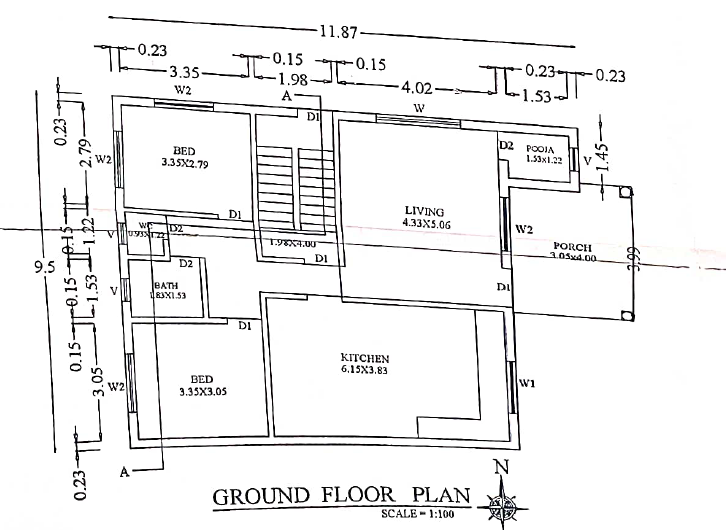 11.87
0.23 0.15 0.15 0.23 0.23
3.35 1.98 4.02 1.53
W2 A W
D1
0.23
2.79
W2
BED
3.35X2.79
D2
POOJA
1.53x1.22
V
1.45
LIVING
4.33X5.06
D1
W2
0.15
1.22
V
0.93x1.22
D2
1.98X4.00
D1
PORCH
3.05x4.00
3.99
9.5
0.15
1.53
V
D2
BATH
1.83X1.53
D1
D1
0.15
3.05
W2
BED
3.35X3.05
KITCHEN
6.15X3.83
W1
0.23
A
N
GROUND FLOOR PLAN
SCALE = 1:100